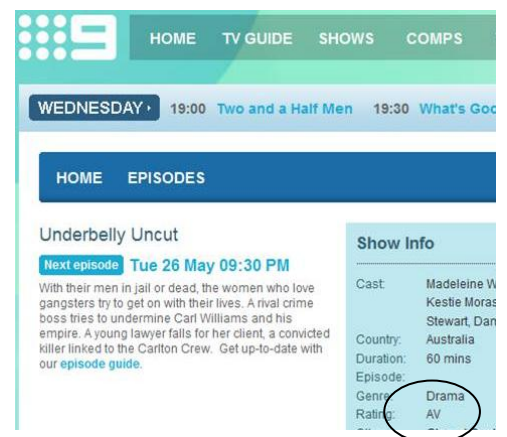 9 HOME TV GUIDE SHOWS COMPS
WEDNESDAY 19:00 Two and a Half Men 19:30 What's Goo
HOME EPISODES
Underbelly Uncut
Next episode Tue 26 May 09:30 PM
With their men in jail or dead, the women who love
gangsters try to get on with their lives. A rival crime
boss tries to undermine Carl Williams and his
empire. A young lawyer falls for her client, a convicted
killer linked to the Carlton Crew. Get up-to-date with
our episode guide.
Show Info
Cast: Madeleine W
Kestie Moras
Stewart, Dan
Country: Australia
Duration: 60 mins
Episode:
Genre: Drama
Rating: AV